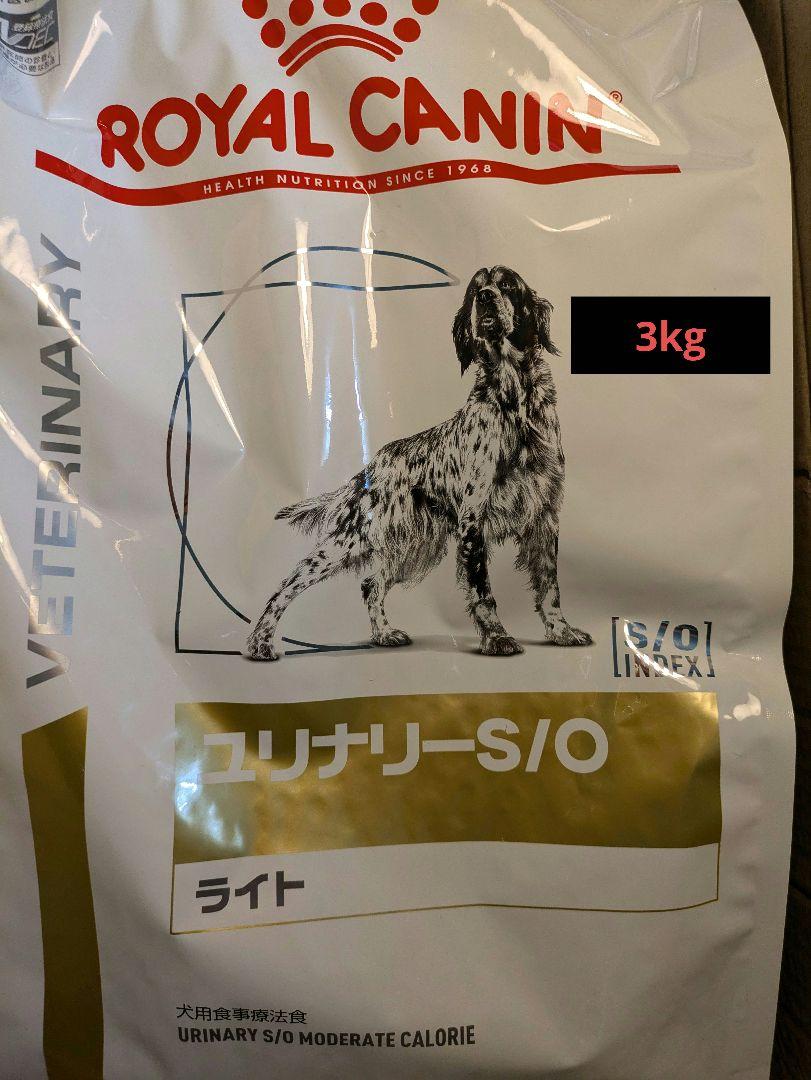 ROYAL CANIN®
HEALTH NUTRITION SINCE 1968
VETERINARY
3kg
[S/O
INDEX]
ユリナリーS/O
ライト
犬用食事療法食
URINARY S/O MODERATE CALORIE